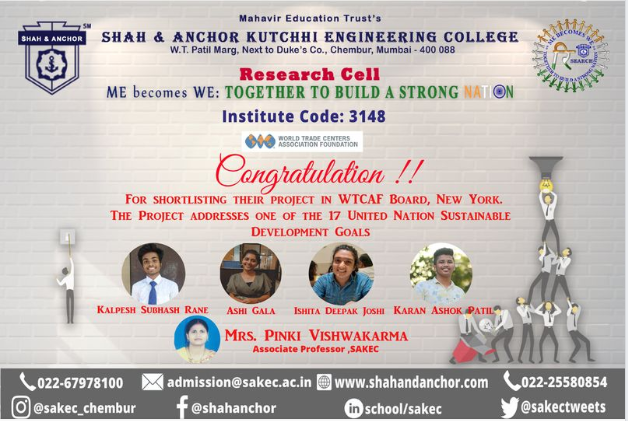 Mahavir Education Trust's
SHAH & ANCHOR KUTCHHI ENGINEERING COLLEGE
W.T. Patil Marg, Next to Duke's Co., Chembur, Mumbai - 400 088
SHAH & ANCHOR
SM
Research Cell
ME becomes WE: TOGETHER TO BUILD A STRONG NATION
Institute Code: 3148
WORLD TRADE CENTERS
ASSOCIATION FOUNDATION
Congratulation !!
FOR SHORTLISTING THEIR PROJECT IN WTCAF BOARD, NEW YORK.
THE PROJECT ADDRESSES ONE OF THE 17 UNITED NATION SUSTAINABLE
DEVELOPMENT GOALS
KALPESH SUBHASH RANE ASHI GALA ISHITA DEEPAK JOSHI KARAN ASHOK PATIL
MRS. PINKI VISHWAKARMA
Associate Professor ,SAKEC
022-67978100 admission@sakec.ac.in www.shahandanchor.com 022-25580854
@sakec_chembur @shahanchor in school/sakec @sakectweets